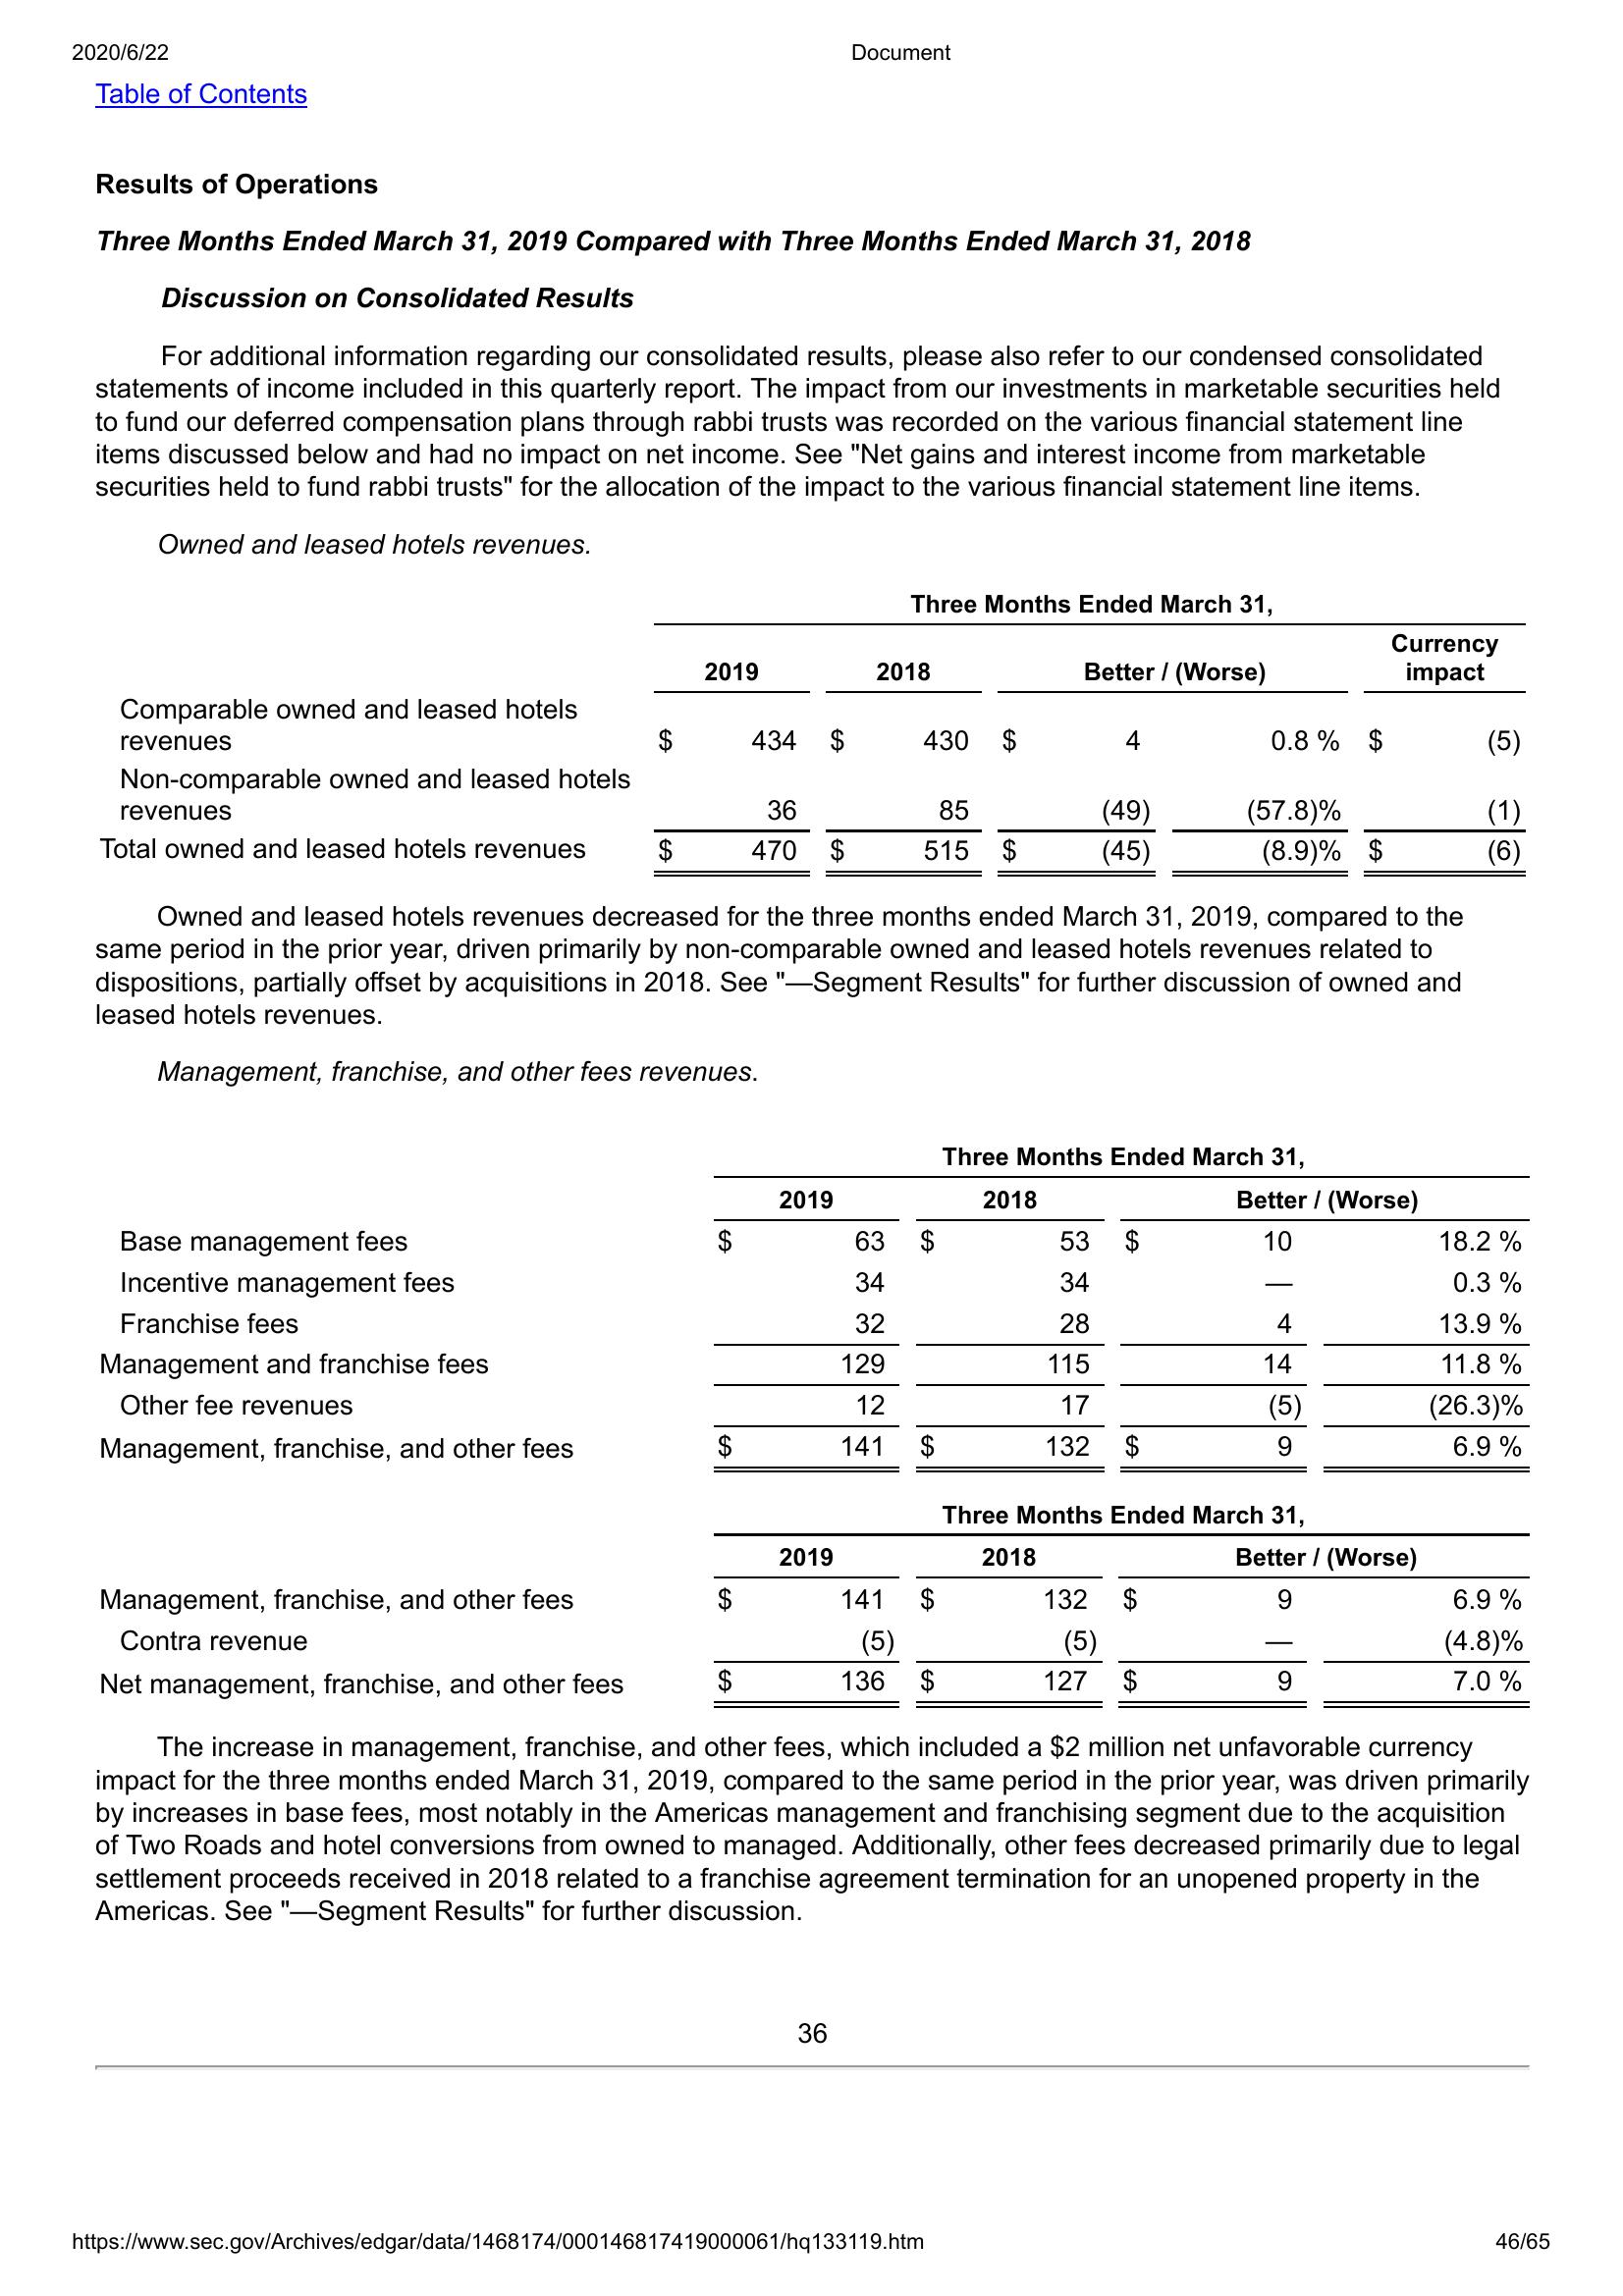 2020/6/22 Document
Table of Contents
Results of Operations
Three Months Ended March 31, 2019 Compared with Three Months Ended March 31, 2018
Discussion on Consolidated Results
For additional information regarding our consolidated results, please also refer to our condensed consolidated
statements of income included in this quarterly report. The impact from our investments in marketable securities held
to fund our deferred compensation plans through rabbi trusts was recorded on the various financial statement line
items discussed below and had no impact on net income. See "Net gains and interest income from marketable
securities held to fund rabbi trusts" for the allocation of the impact to the various financial statement line items.
Owned and leased hotels revenues.
Three Months Ended March 31,
2019 2018 Better / (Worse) Currency
impact
Comparable owned and leased hotels
revenues $ 434 $ 430 $ 4 0.8 % $ (5)
Non-comparable owned and leased hotels
revenues 36 85 (49) (57.8)% (1)
Total owned and leased hotels revenues $ 470 $ 515 $ (45) (8.9)% $ (6)
Owned and leased hotels revenues decreased for the three months ended March 31, 2019, compared to the
same period in the prior year, driven primarily by non-comparable owned and leased hotels revenues related to
dispositions, partially offset by acquisitions in 2018. See "—Segment Results" for further discussion of owned and
leased hotels revenues.
Management, franchise, and other fees revenues.
Three Months Ended March 31,
2019 2018 Better / (Worse)
Base management fees $ 63 $ 53 $ 10 18.2 %
Incentive management fees 34 34 — 0.3 %
Franchise fees 32 28 4 13.9 %
Management and franchise fees 129 115 14 11.8 %
Other fee revenues 12 17 (5) (26.3)%
Management, franchise, and other fees $ 141 $ 132 $ 9 6.9 %
Three Months Ended March 31,
2019 2018 Better / (Worse)
Management, franchise, and other fees $ 141 $ 132 $ 9 6.9 %
Contra revenue (5) (5) — (4.8)%
Net management, franchise, and other fees $ 136 $ 127 $ 9 7.0 %
The increase in management, franchise, and other fees, which included a $2 million net unfavorable currency
impact for the three months ended March 31, 2019, compared to the same period in the prior year, was driven primarily
by increases in base fees, most notably in the Americas management and franchising segment due to the acquisition
of Two Roads and hotel conversions from owned to managed. Additionally, other fees decreased primarily due to legal
settlement proceeds received in 2018 related to a franchise agreement termination for an unopened property in the
Americas. See "—Segment Results" for further discussion.
36
https://www.sec.gov/Archives/edgar/data/1468174/000146817419000061/hq133119.htm 46/65